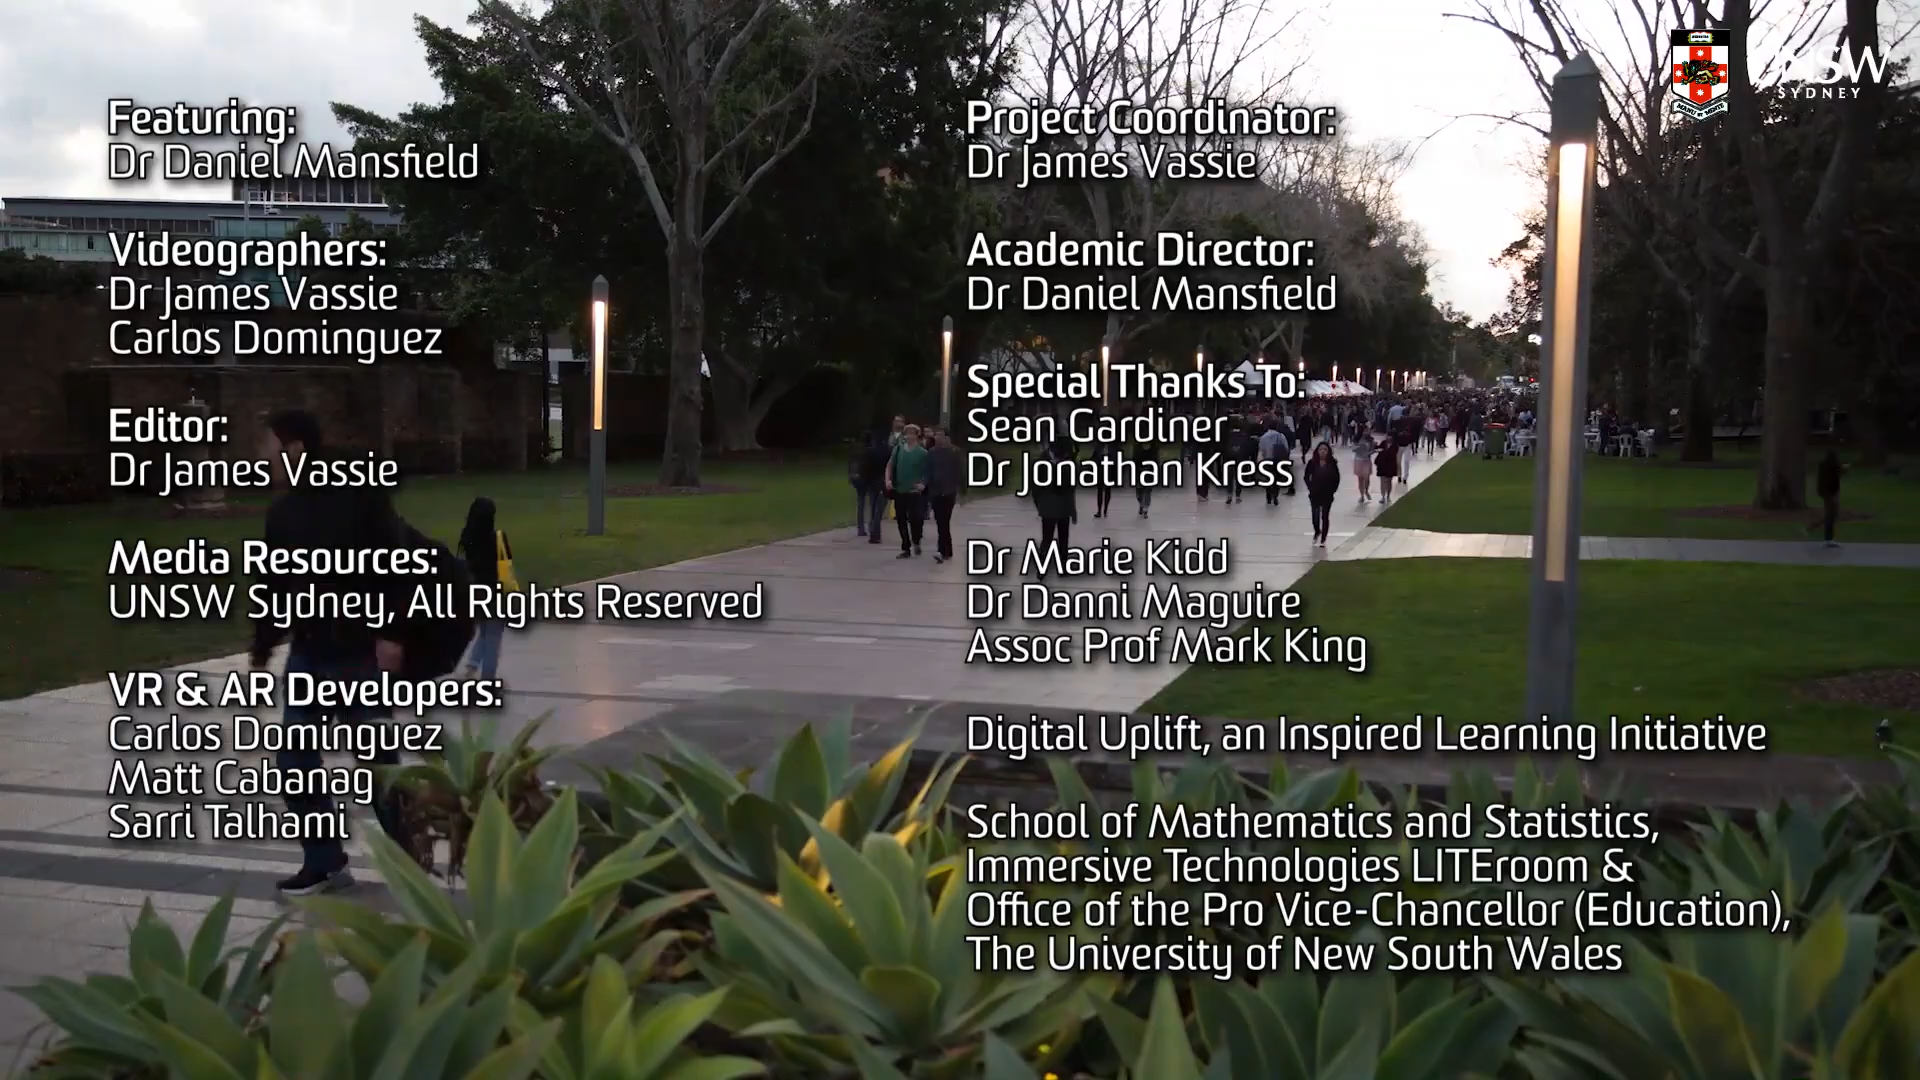 Featuring:
Dr Daniel Mansfield
Videographers:
Dr James Vassie
Carlos Dominguez
Editor:
Dr James Vassie
Media Resources:
UNSW Sydney, All Rights Reserved
VR & AR Developers:
Carlos Dominguez
Matt Cabanag
Sarri Talhami
Project Coordinator:
Dr James Vassie
Academic Director:
Dr Daniel Mansfield
Special Thanks To:
Sean Gardiner
Dr Jonathan Kress
Dr Marie Kidd
Dr Danni Maguire
Assoc Prof Mark King
Digital Uplift, an Inspired Learning Initiative
School of Mathematics and Statistics,
Immersive Technologies LITEroom &
Office of the Pro Vice-Chancellor (Education),
The University of New South Wales
UNSW
SYDNEY